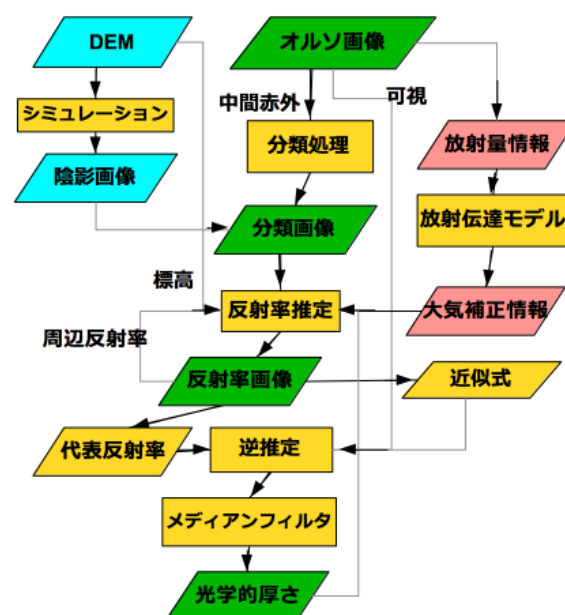 DEM
オルソ画像
中間赤外
可視
シミュレーション
分類処理
放射量情報
陰影画像
放射伝達モデル
分類画像
標高
反射率推定
大気補正情報
周辺反射率
反射率画像
近似式
代表反射率
逆推定
メディアンフィルタ
光学的厚さ